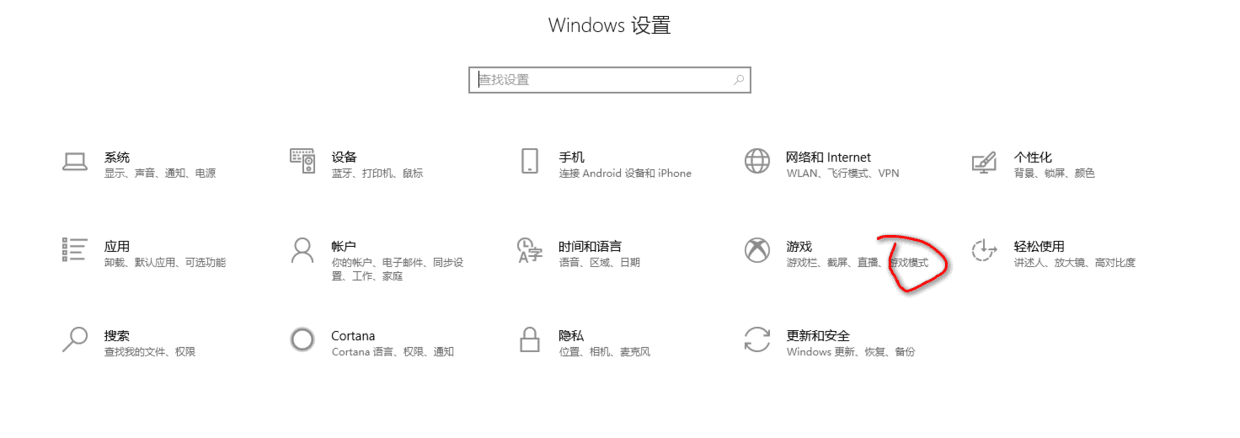 Windows 设置
查找设置
系统
显示、声音、通知、电源
设备
蓝牙、打印机、鼠标
手机
连接 Android 设备和 iPhone
网络和 Internet
WLAN、飞行模式、VPN
个性化
背景、锁屏、颜色
应用
卸载、默认应用、可选功能
帐户
你的帐户、电子邮件、同步设
置、工作、家庭
时间和语言
语音、区域、日期
游戏
游戏栏、截屏、直播、游戏模式
轻松使用
讲述人、放大镜、高对比度
搜索
查找我的文件、权限
Cortana
Cortana 语言、权限、通知
隐私
位置、相机、麦克风
更新和安全
Windows 更新、恢复、备份